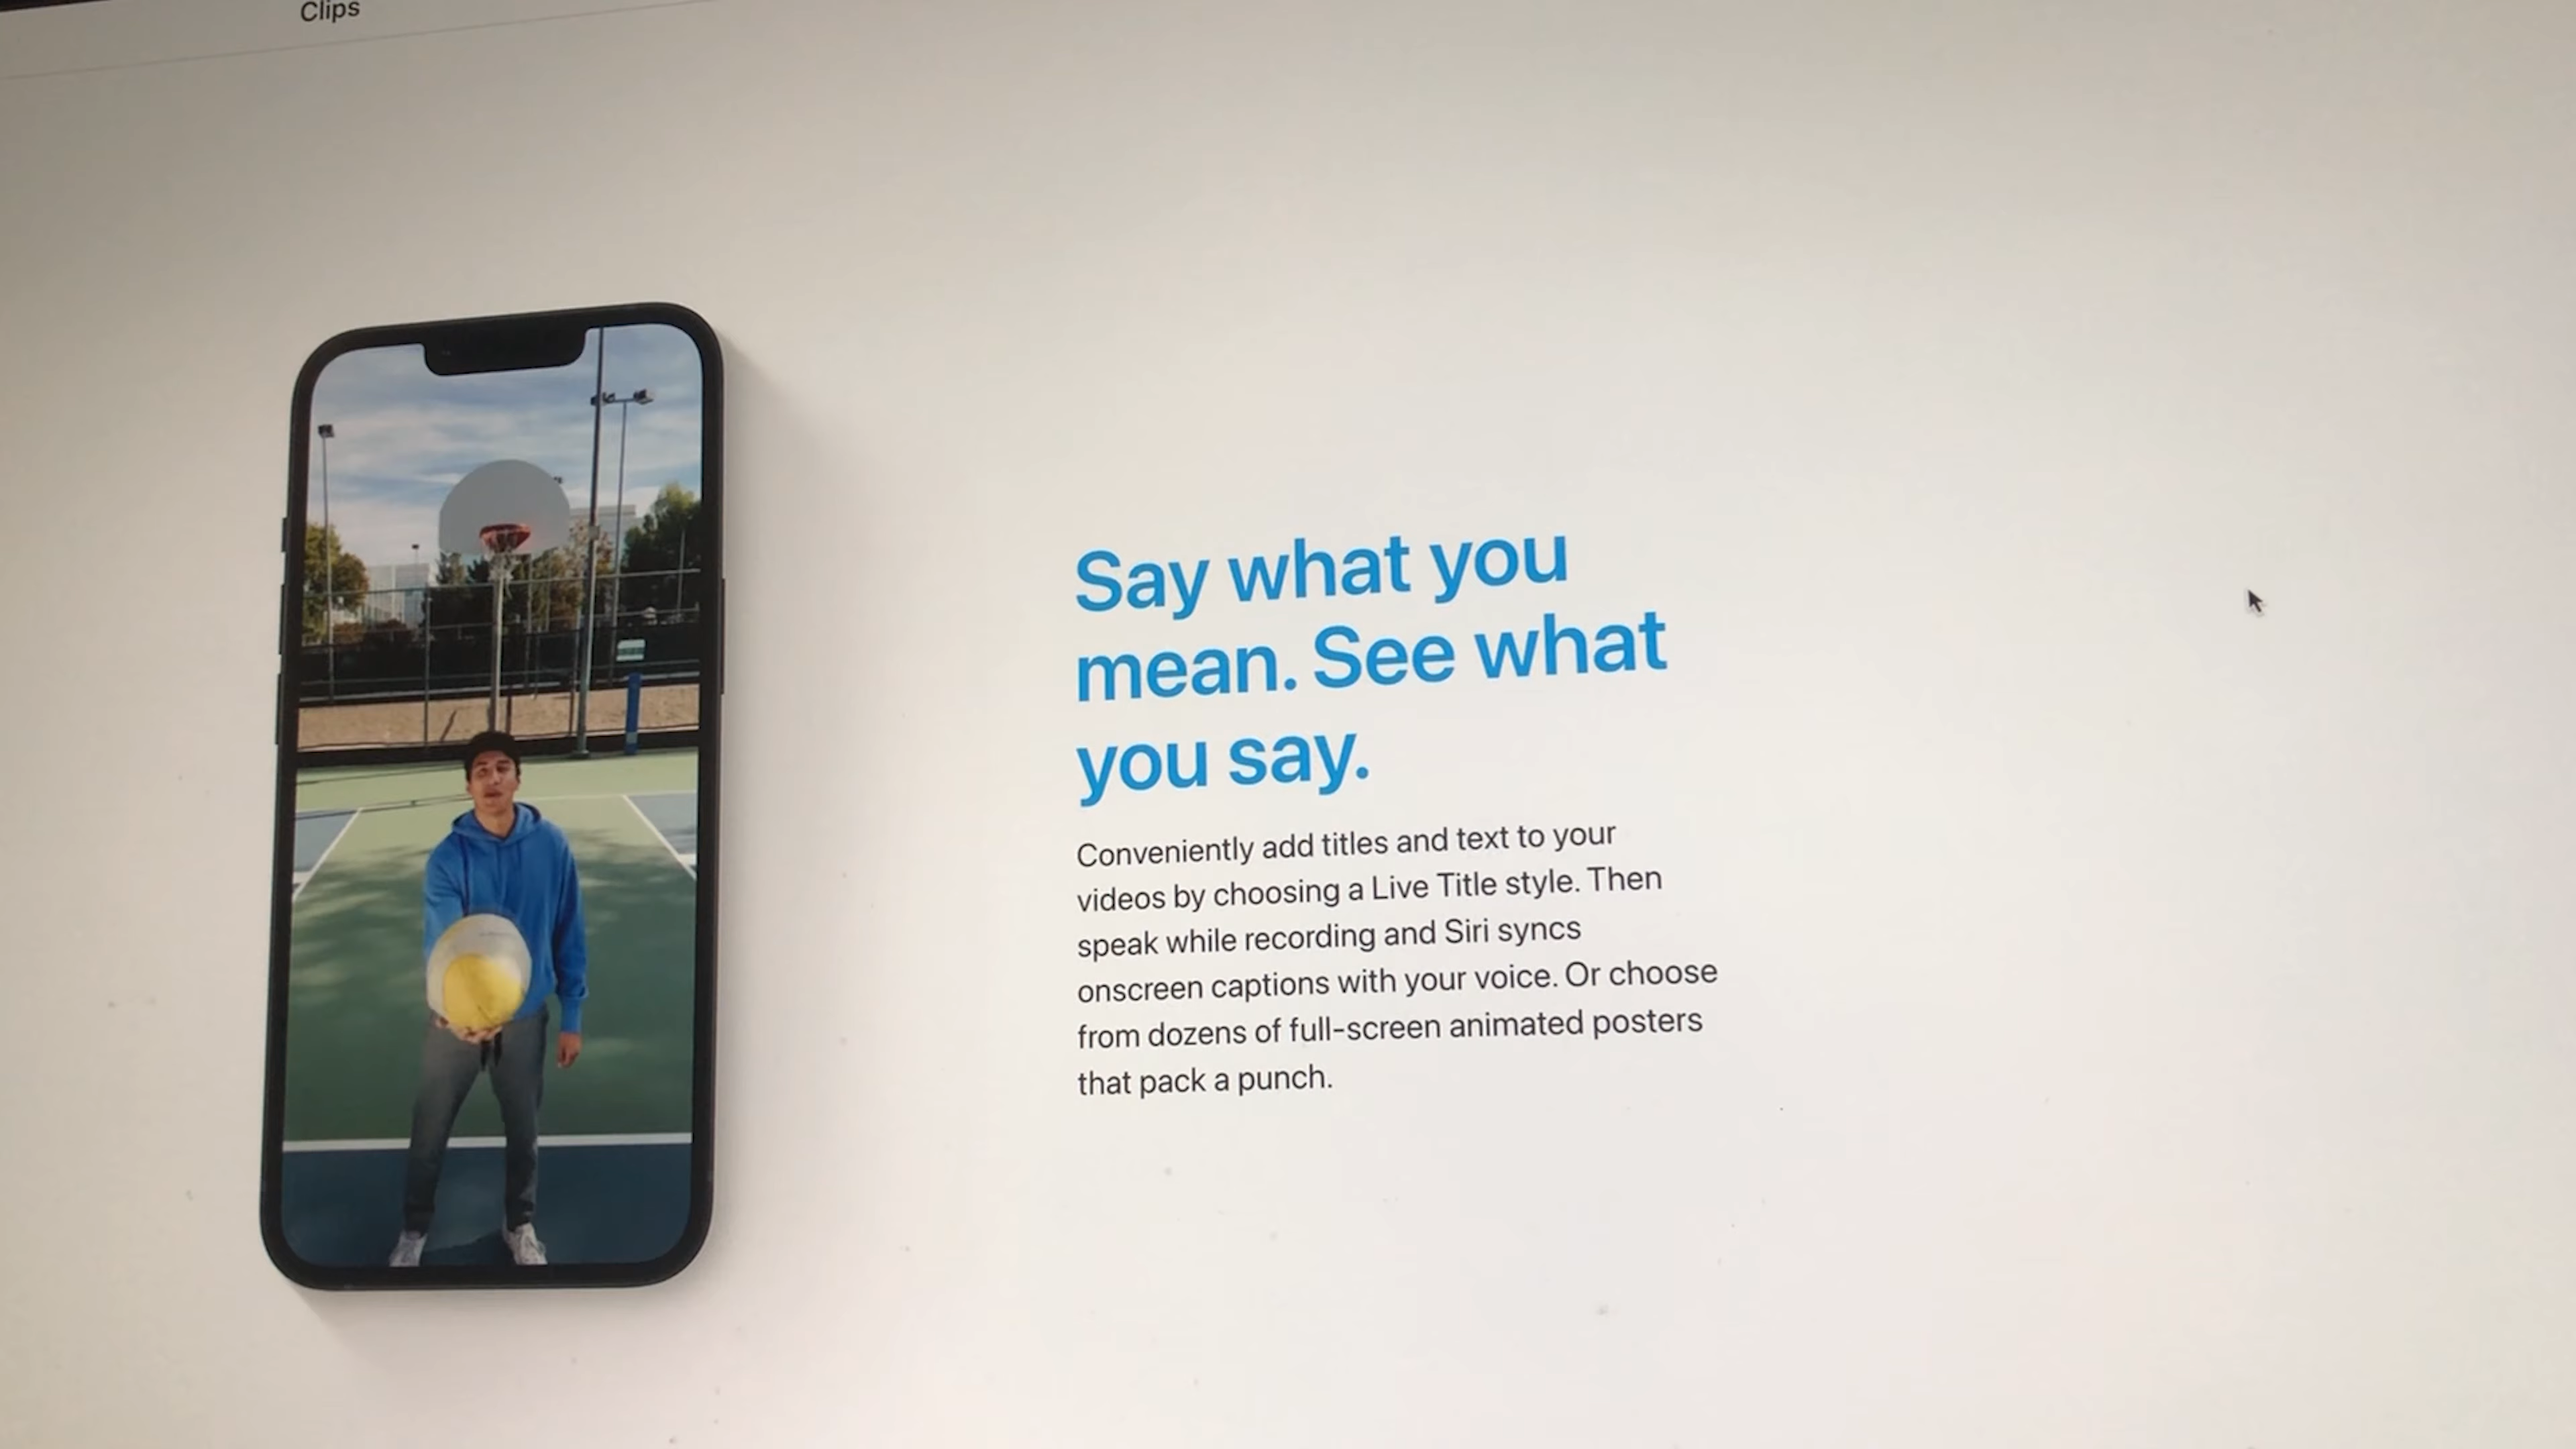 Clips
Say what you
mean. See what
you say.
Conveniently add titles and text to your
videos by choosing a Live Title style. Then
speak while recording and Siri syncs
onscreen captions with your voice. Or choose
from dozens of full-screen animated posters
that pack a punch.